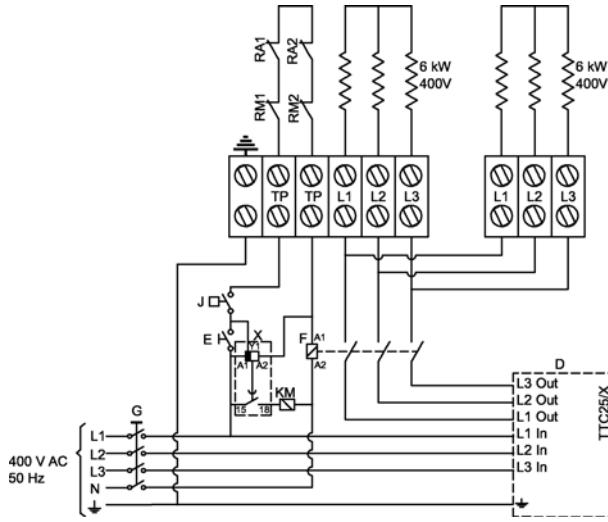 RA1
RA2
6 kW
400V
6 kW
400V
RM1
RM2
TP
TP
L1
L2
L3
L1
L2
L3
J
E
X
Y1
A1
A2
F
A1
A2
15
18
KM
D
L3 Out
L2 Out
L1 Out
L1 In
L2 In
L3 In
TTC25/X
G
400 V AC
50 Hz
L1
L2
L3
N